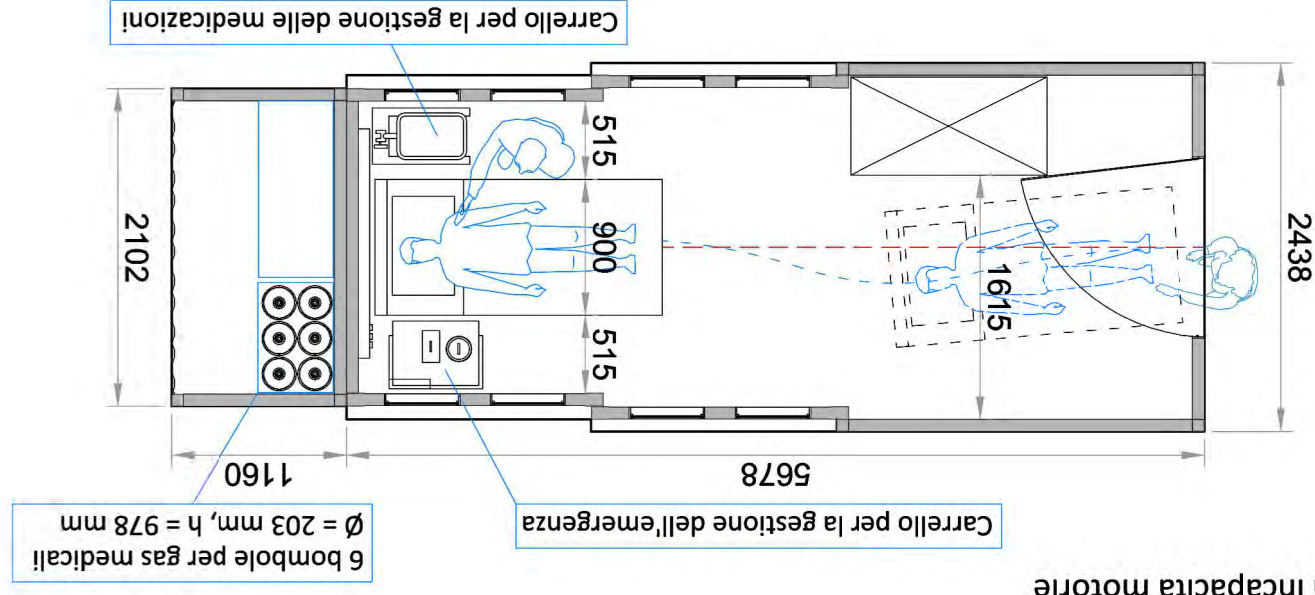 incapacità motorie
Carrello per la gestione dell'emergenza
6 bombole per gas medicali
Ø = 203 mm, h = 978 mm
5678
1160
2438
1615
515
900
515
2102
Carrello per la gestione delle medicazioni